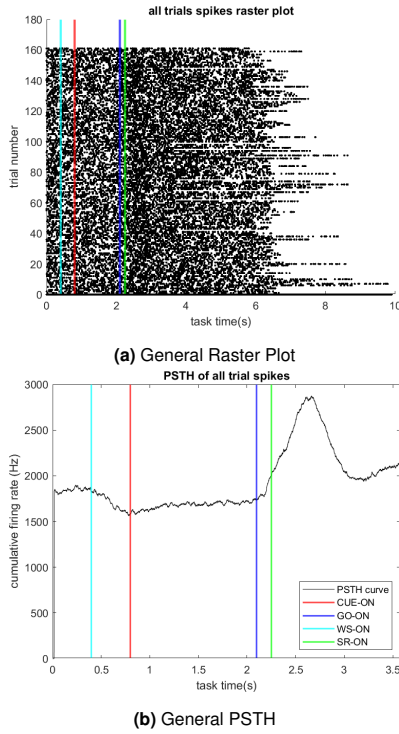 all trials spikes raster plot
180
160
140
120
100
80
60
40
20
0
trial number
0 2 4 6 8 10
task time(s)
(a) General Raster Plot
PSTH of all trial spikes
3000
2500
2000
1500
1000
500
0
cumulative firing rate (Hz)
PSTH curve
CUE-ON
GO-ON
WS-ON
SR-ON
0 0.5 1 1.5 2 2.5 3 3.5
task time(s)
(b) General PSTH